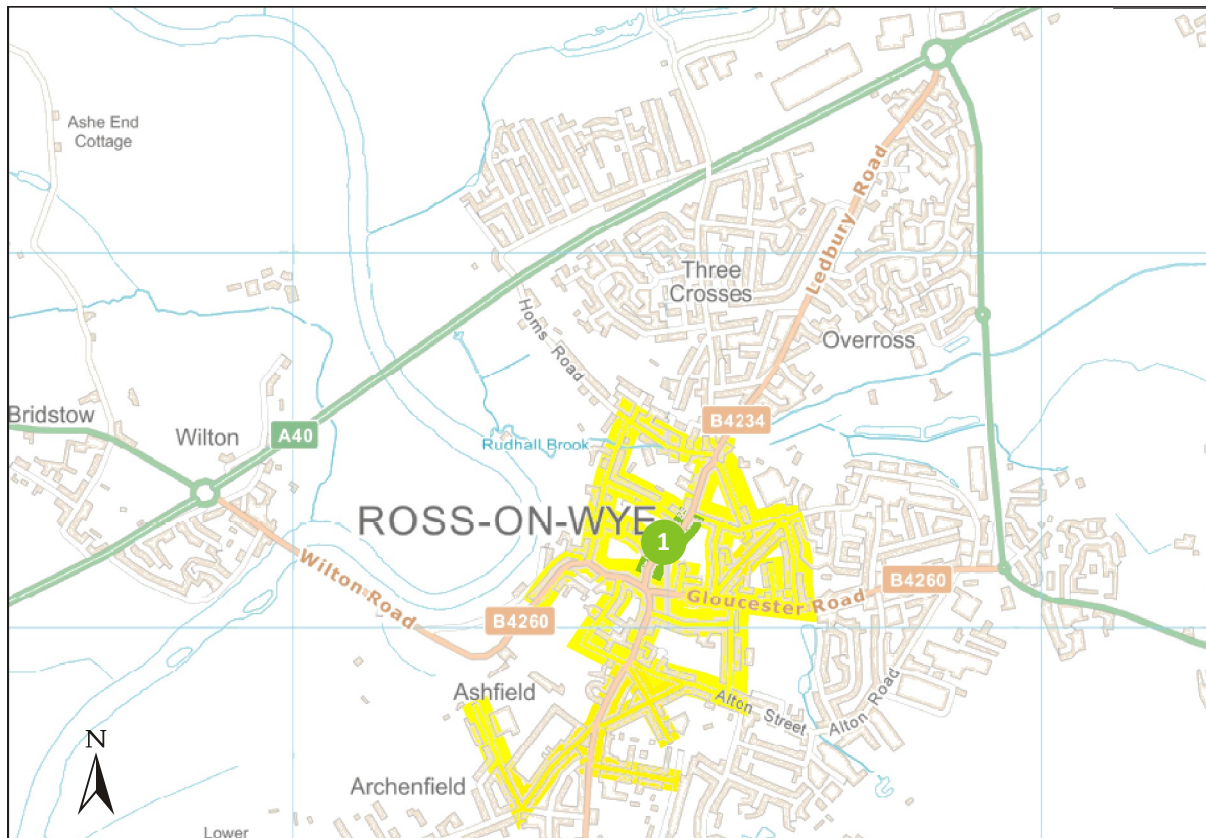 Ashe End
Cottage
Ledbury Road
Three
Crosses
Homs Road
Overross
Bridstow
Wilton
A40
B4234
Rudhall Brook
ROSS-ON-WYE
1
Wilton Road
B4260
Gloucester Road
B4260
Ashfield
Alton Street
Alton Road
N
Archenfield
Lower